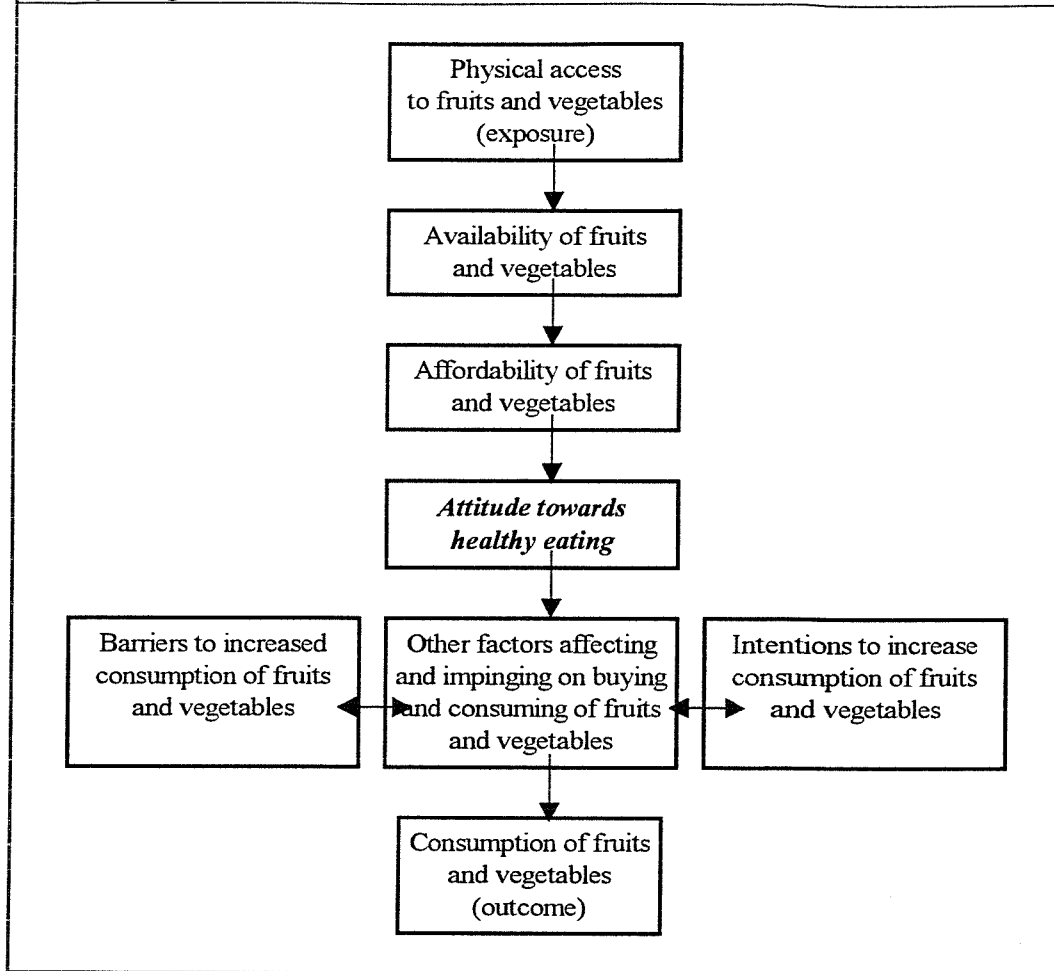 Physical access
to fruits and vegetables
(exposure)
Availability of fruits
and vegetables
Affordability of fruits
and vegetables
Attitude towards
healthy eating
Barriers to increased
consumption of fruits
and vegetables
Other factors affecting
and impinging on buying
and consuming of fruits
and vegetables
Intentions to increase
consumption of fruits
and vegetables
Consumption of fruits
and vegetables
(outcome)